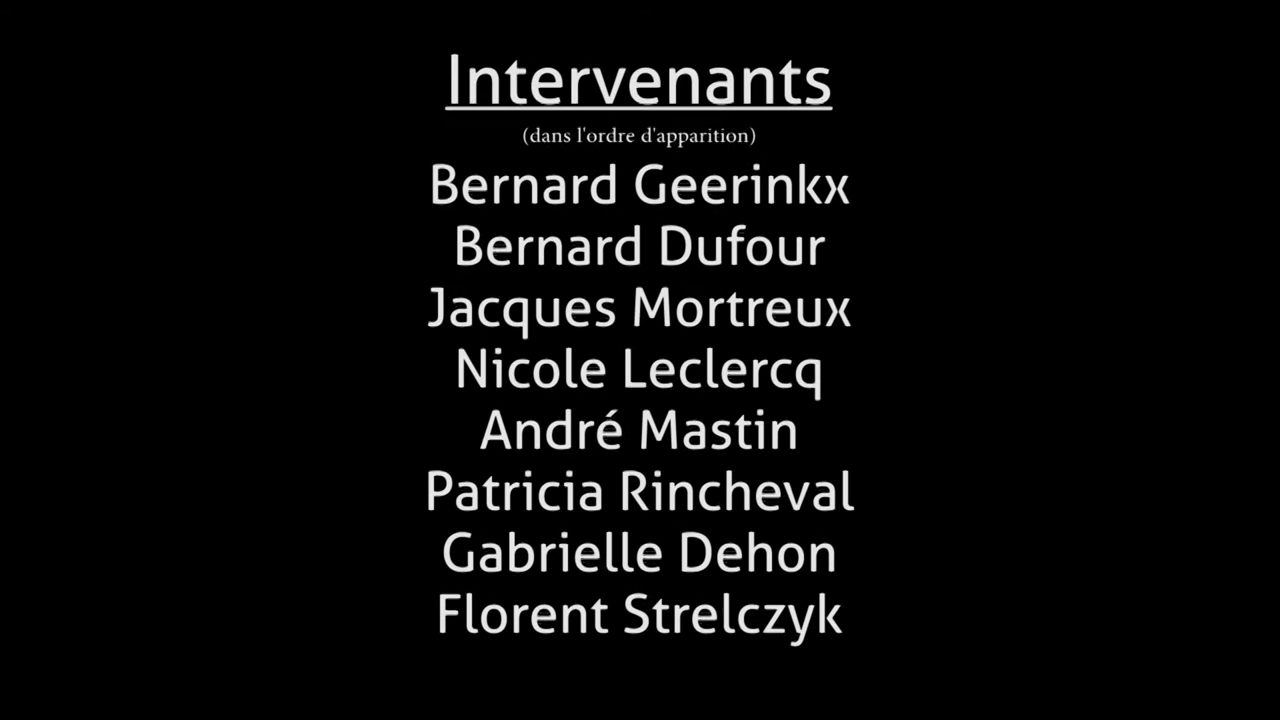 Intervenants
(dans l'ordre d'apparition)
Bernard Geerinkx
Bernard Dufour
Jacques Mortreux
Nicole Leclercq
André Mastin
Patricia Rincheval
Gabrielle Dehon
Florent Strelczyk